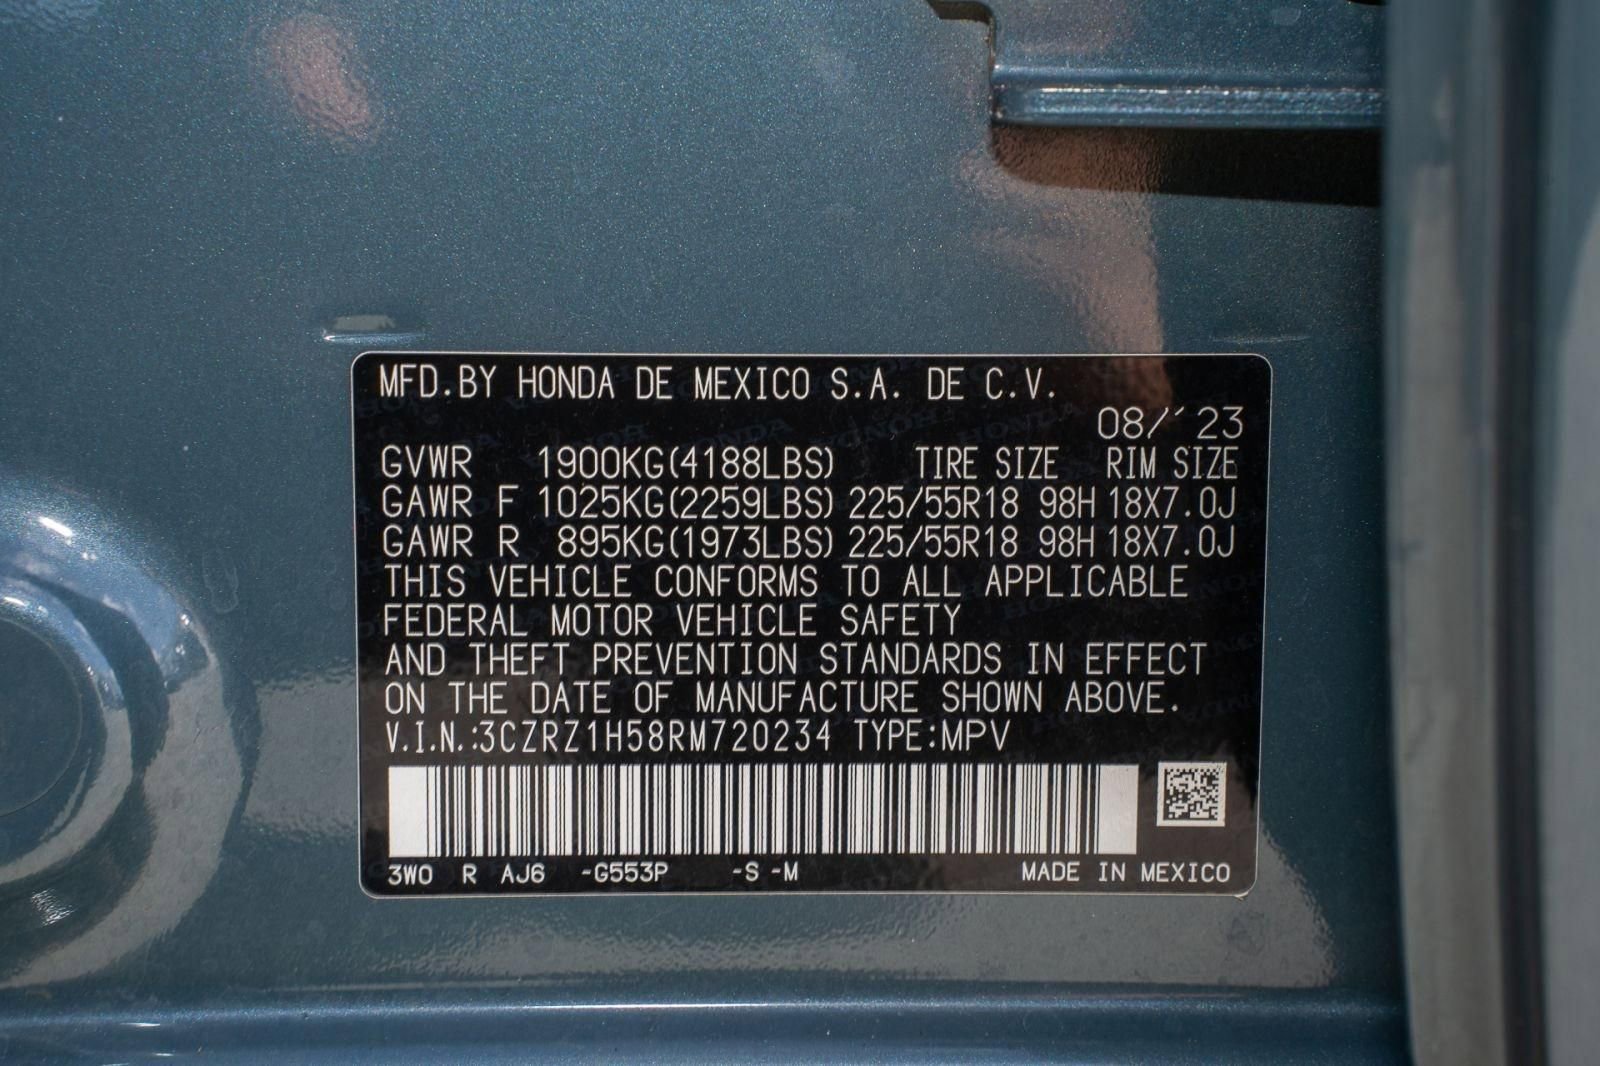 MFD.BY HONDA DE MEXICO S.A. DE C.V.
08/'23
GVWR 1900KG(4188LBS) TIRE SIZE RIM SIZE
GAWR F 1025KG(2259LBS) 225/55R18 98H 18X7.0J
GAWR R 895KG(1973LBS) 225/55R18 98H 18X7.0J
THIS VEHICLE CONFORMS TO ALL APPLICABLE
FEDERAL MOTOR VEHICLE SAFETY
AND THEFT PREVENTION STANDARDS IN EFFECT
ON THE DATE OF MANUFACTURE SHOWN ABOVE.
V.I.N.:3CZRZ1H58RM720234 TYPE:MPV
3W0 R AJ6 -G553P -S -M MADE IN MEXICO